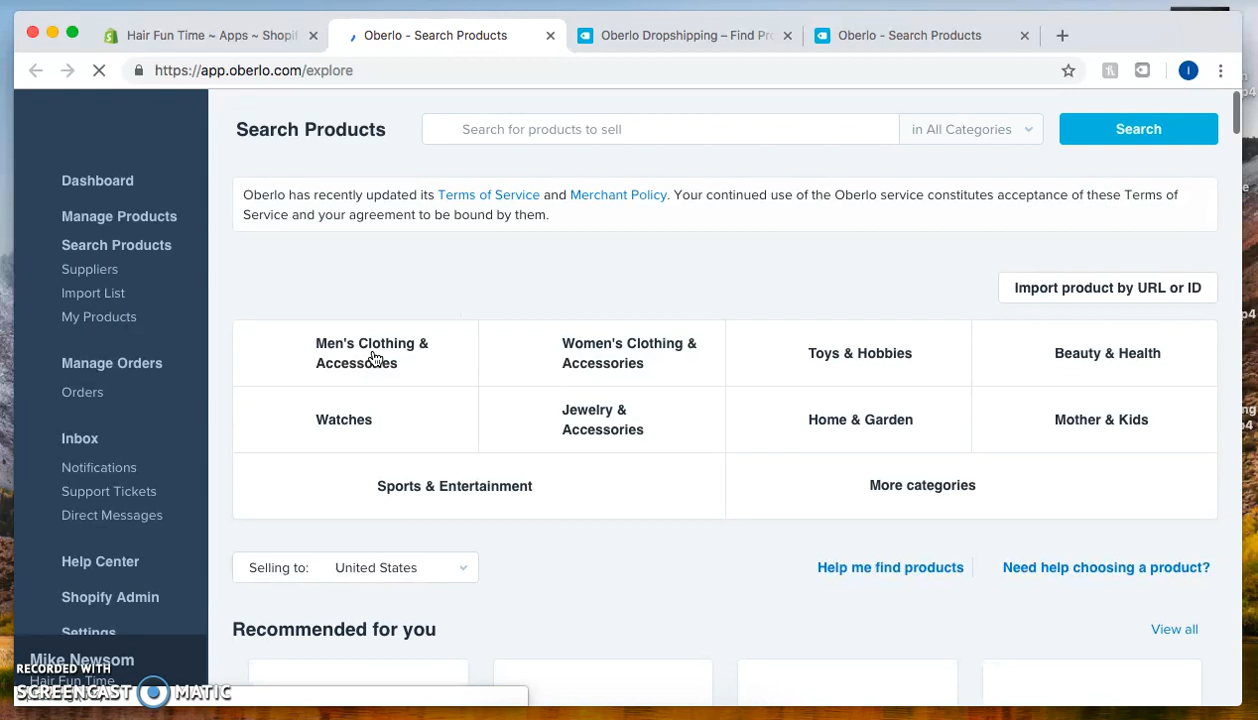 Hair Fun Time ~ Apps ~ Shopif
Oberlo - Search Products
Oberlo Dropshipping – Find Pr
Oberlo - Search Products
https://app.oberlo.com/explore
I
Search Products
Search for products to sell
in All Categories
Search
Oberlo has recently updated its Terms of Service and Merchant Policy. Your continued use of the Oberlo service constitutes acceptance of these Terms of
Service and your agreement to be bound by them.
Import product by URL or ID
Dashboard
Manage Products
Search Products
Suppliers
Import List
My Products
Manage Orders
Orders
Inbox
Notifications
Support Tickets
Direct Messages
Help Center
Shopify Admin
Settings
Mike Newsom
Hair Fun Time
Men's Clothing &
Accessories
Women's Clothing &
Accessories
Toys & Hobbies
Beauty & Health
Watches
Jewelry &
Accessories
Home & Garden
Mother & Kids
Sports & Entertainment
More categories
Selling to: United States
Help me find products
Need help choosing a product?
Recommended for you
View all
RECORDED WITH
SCREENCAST MATIC